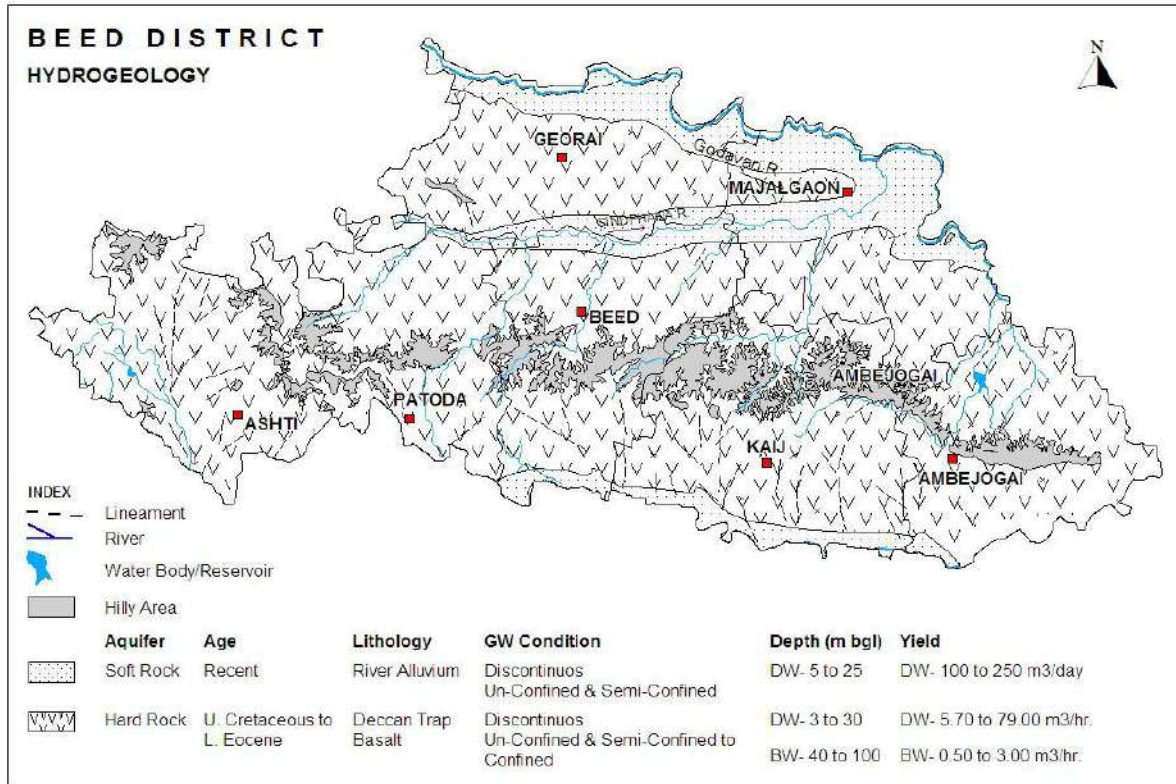 BEED DISTRICT
HYDROGEOLOGY
N
GEORAI
Godavari R.
MAJALGAON
SINDPHANA R.
BEED
AMBEJOGAI
PATODA
ASHTI
KAIJ
AMBEJOGAI
INDEX
Lineament
River
Water Body/Reservoir
Hilly Area
Aquifer Age Lithology GW Condition Depth (m bgl) Yield
Soft Rock Recent River Alluvium Discontinuos DW- 5 to 25 DW- 100 to 250 m3/day
Un-Confined & Semi-Confined
Hard Rock U. Cretaceous to Deccan Trap Discontinuos DW- 3 to 30 DW- 5.70 to 79.00 m3/hr.
L. Eocene Basalt Un-Confined & Semi-Confined to
Confined BW- 40 to 100 BW- 0.50 to 3.00 m3/hr.